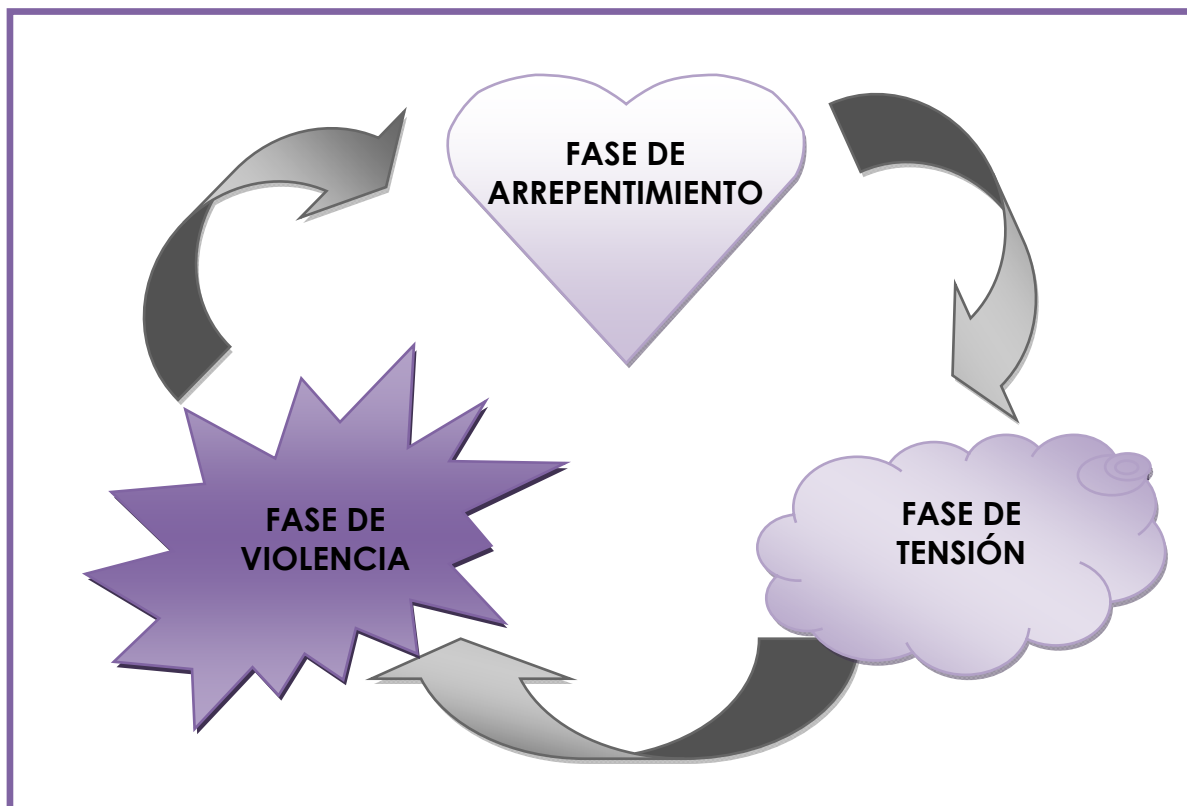 FASE DE
ARREPENTIMIENTO
FASE DE
VIOLENCIA
FASE DE
TENSIÓN